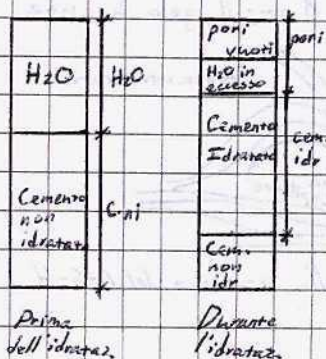 H2O
H2O
Cemento
non
idratato
C.ni
Prima
dell'idrataz.
pori
vuoti
H2O in
eccesso
Cemento
Idratato
Cem.
non
idr.
pori
cem.
idr
Durante
l'idrataz.